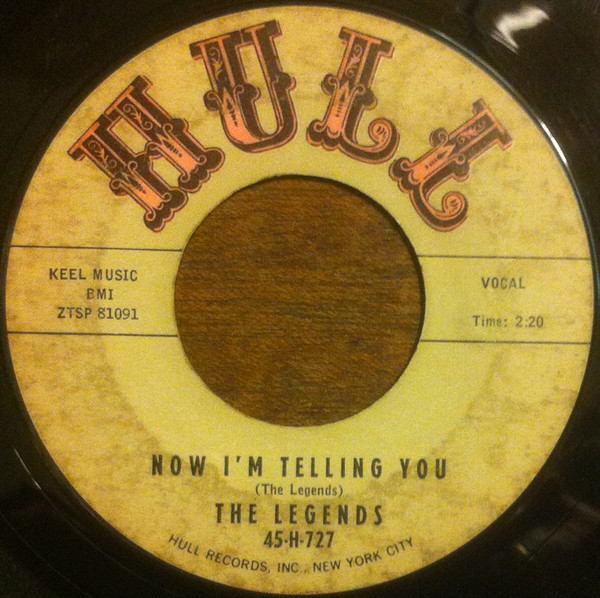 HULL
KEEL MUSIC
BMI
ZTSP 81091
VOCAL
Time: 2:20
NOW I'M TELLING YOU
(The Legends)
THE LEGENDS
45-H-727
HULL RECORDS, INC., NEW YORK CITY